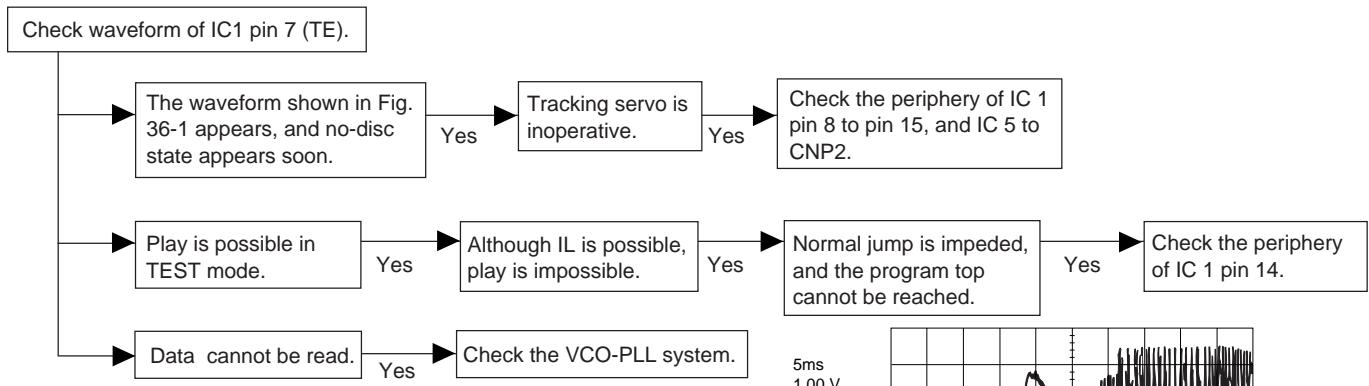 Check waveform of IC1 pin 7 (TE).
The waveform shown in Fig.
36-1 appears, and no-disc
state appears soon.
Yes
Tracking servo is
inoperative.
Yes
Check the periphery of IC 1
pin 8 to pin 15, and IC 5 to
CNP2.
Play is possible in
TEST mode.
Yes
Although IL is possible,
play is impossible.
Yes
Normal jump is impeded,
and the program top
cannot be reached.
Yes
Check the periphery
of IC 1 pin 14.
Data cannot be read.
Yes
Check the VCO-PLL system.
5ms
1.00 V